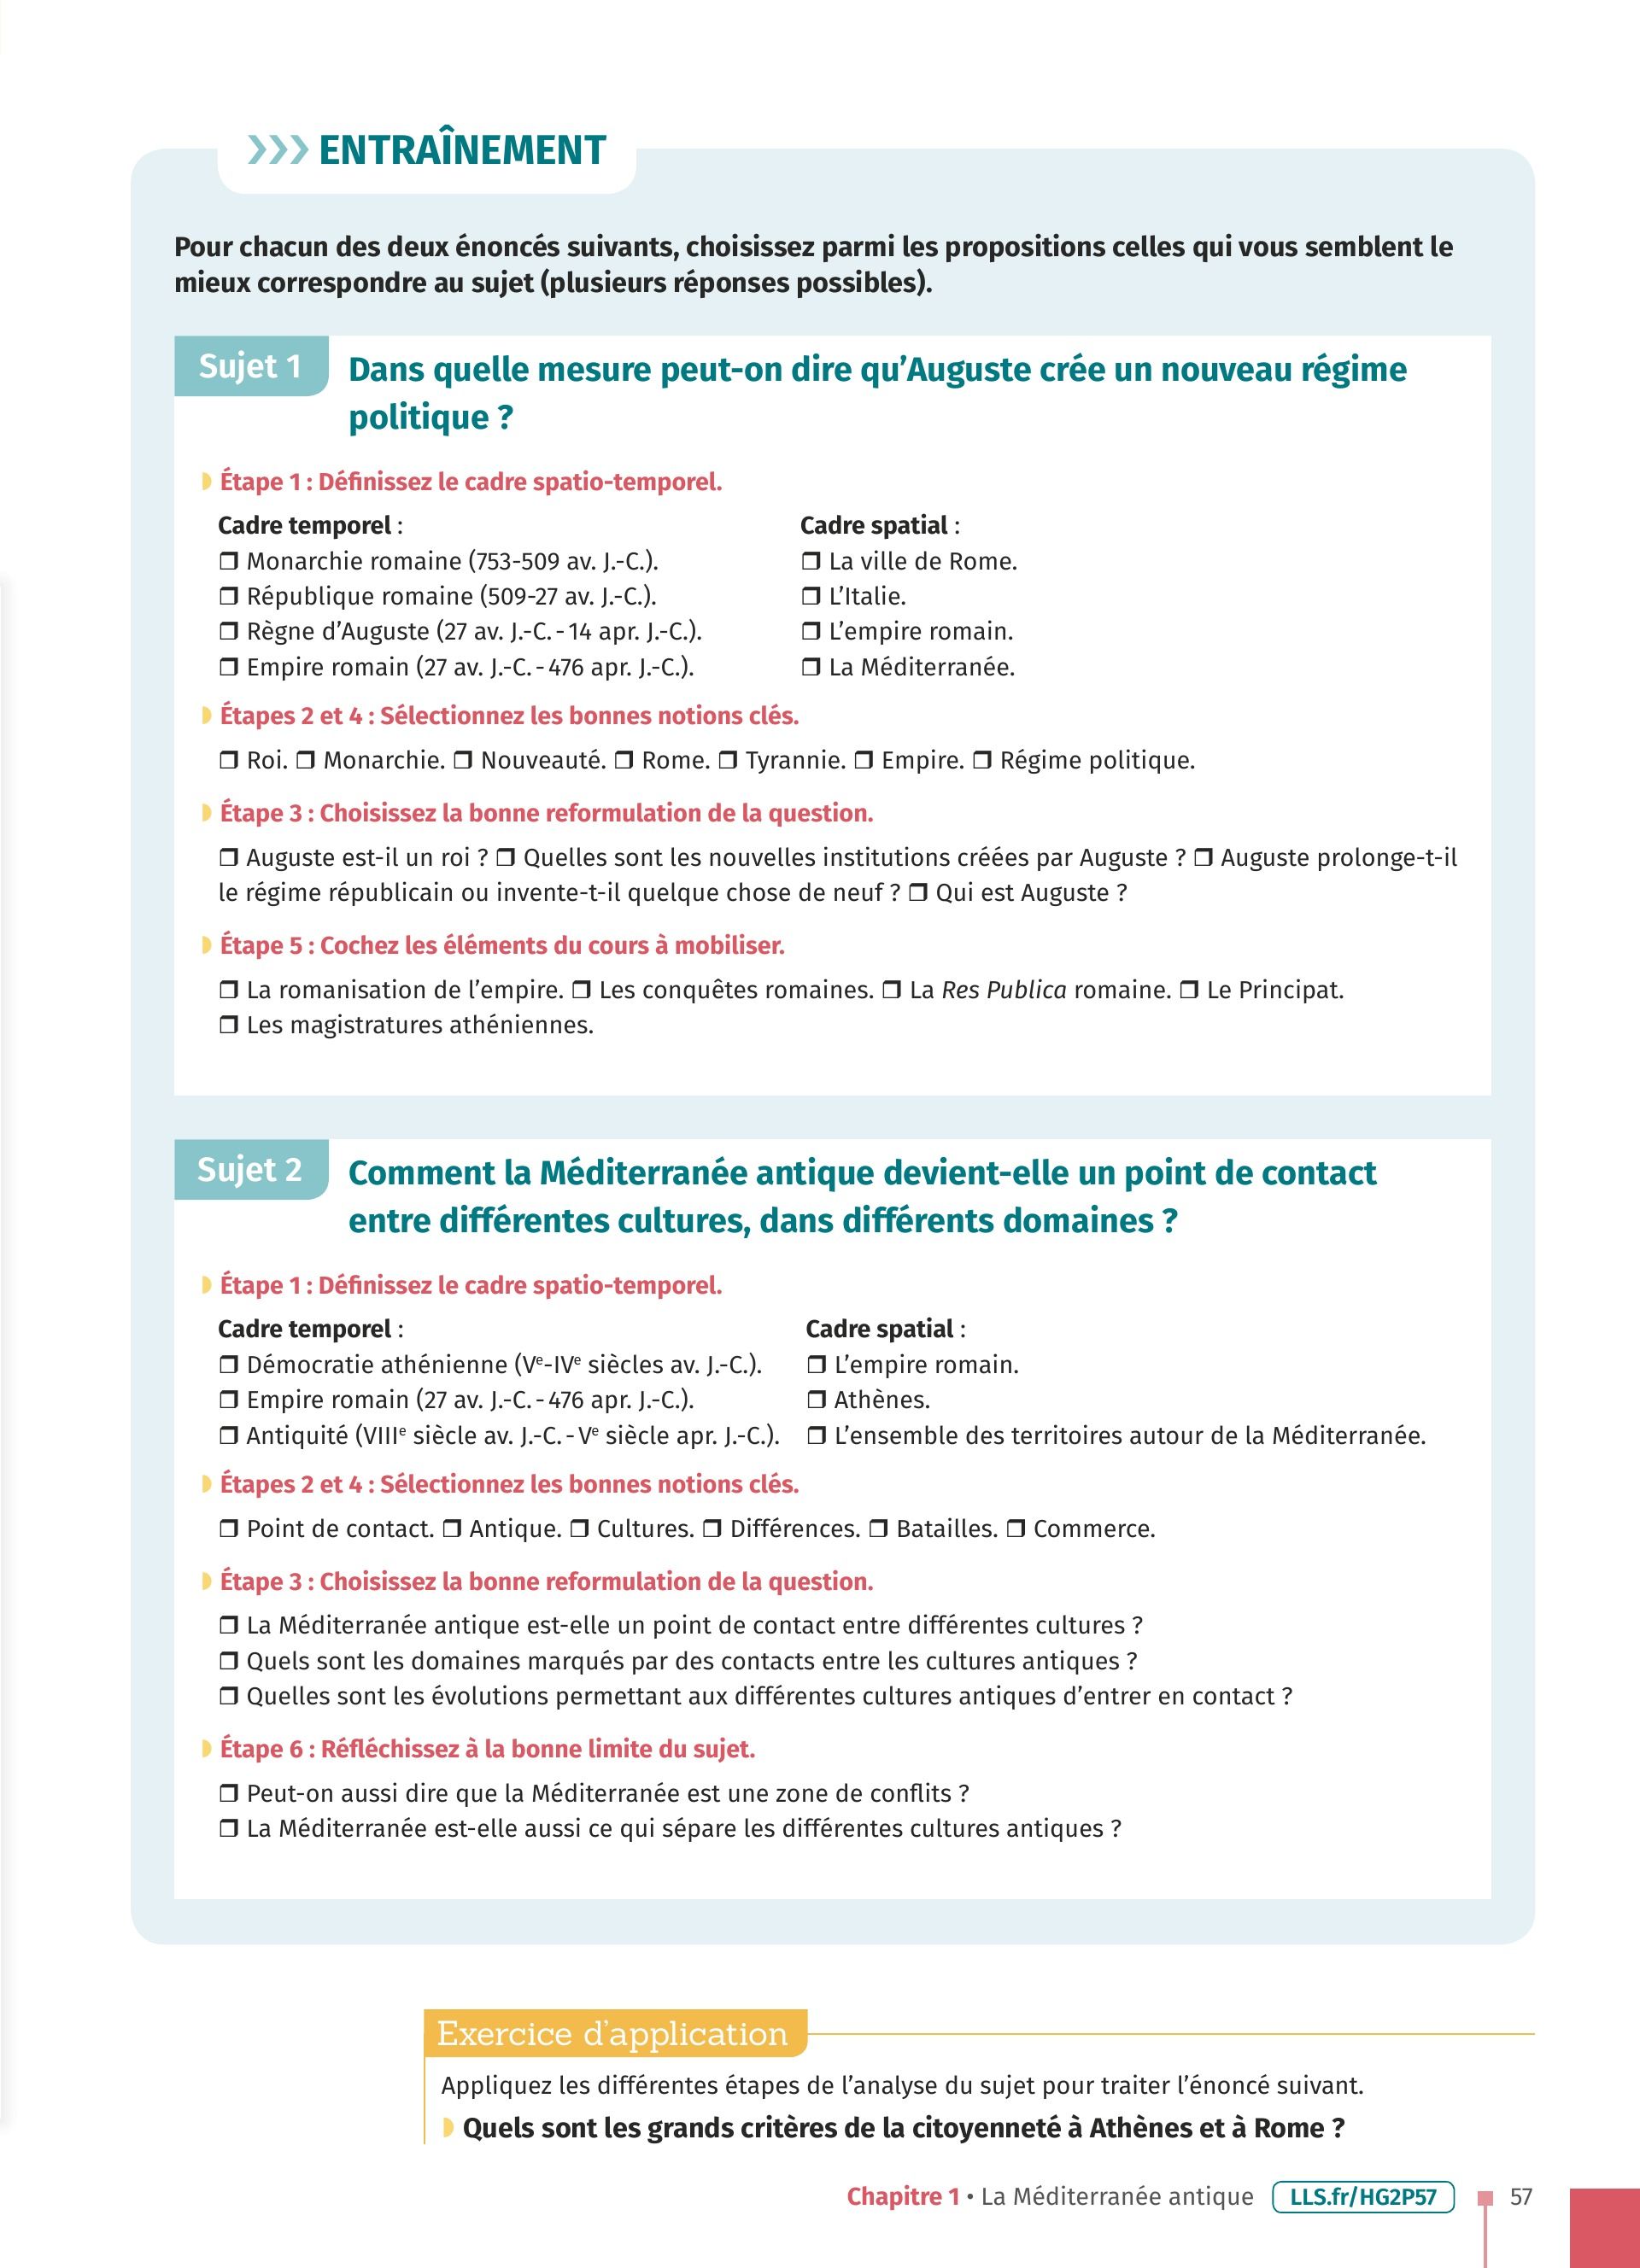 ENTRAÎNEMENT
Pour chacun des deux énoncés suivants, choisissez parmi les propositions celles qui vous semblent le
mieux correspondre au sujet (plusieurs réponses possibles).
Sujet 1
Dans quelle mesure peut-on dire qu’Auguste crée un nouveau régime
politique ?
Étape 1 : Définissez le cadre spatio-temporel.
Cadre temporel :
❒ Monarchie romaine (753-509 av. J.-C.).
❒ République romaine (509-27 av. J.-C.).
❒ Règne d’Auguste (27 av. J.-C. - 14 apr. J.-C.).
❒ Empire romain (27 av. J.-C. - 476 apr. J.-C.).
Cadre spatial :
❒ La ville de Rome.
❒ L’Italie.
❒ L’empire romain.
❒ La Méditerranée.
Étapes 2 et 4 : Sélectionnez les bonnes notions clés.
❒ Roi. ❒ Monarchie. ❒ Nouveauté. ❒ Rome. ❒ Tyrannie. ❒ Empire. ❒ Régime politique.
Étape 3 : Choisissez la bonne reformulation de la question.
❒ Auguste est-il un roi ? ❒ Quelles sont les nouvelles institutions créées par Auguste ? ❒ Auguste prolonge-t-il
le régime républicain ou invente-t-il quelque chose de neuf ? ❒ Qui est Auguste ?
Étape 5 : Cochez les éléments du cours à mobiliser.
❒ La romanisation de l’empire. ❒ Les conquêtes romaines. ❒ La Res Publica romaine. ❒ Le Principat.
❒ Les magistratures athéniennes.
Sujet 2
Comment la Méditerranée antique devient-elle un point de contact
entre différentes cultures, dans différents domaines ?
Étape 1 : Définissez le cadre spatio-temporel.
Cadre temporel :
❒ Démocratie athénienne (Ve-IVe siècles av. J.-C.).
❒ Empire romain (27 av. J.-C. - 476 apr. J.-C.).
❒ Antiquité (VIIIe siècle av. J.-C. - Ve siècle apr. J.-C.).
Cadre spatial :
❒ L’empire romain.
❒ Athènes.
❒ L’ensemble des territoires autour de la Méditerranée.
Étapes 2 et 4 : Sélectionnez les bonnes notions clés.
❒ Point de contact. ❒ Antique. ❒ Cultures. ❒ Différences. ❒ Batailles. ❒ Commerce.
Étape 3 : Choisissez la bonne reformulation de la question.
❒ La Méditerranée antique est-elle un point de contact entre différentes cultures ?
❒ Quels sont les domaines marqués par des contacts entre les cultures antiques ?
❒ Quelles sont les évolutions permettant aux différentes cultures antiques d’entrer en contact ?
Étape 6 : Réfléchissez à la bonne limite du sujet.
❒ Peut-on aussi dire que la Méditerranée est une zone de conflits ?
❒ La Méditerranée est-elle aussi ce qui sépare les différentes cultures antiques ?
Exercice d’application
Appliquez les différentes étapes de l’analyse du sujet pour traiter l’énoncé suivant.
Quels sont les grands critères de la citoyenneté à Athènes et à Rome ?
Chapitre 1 • La Méditerranée antique LLS.fr/HG2P57 57